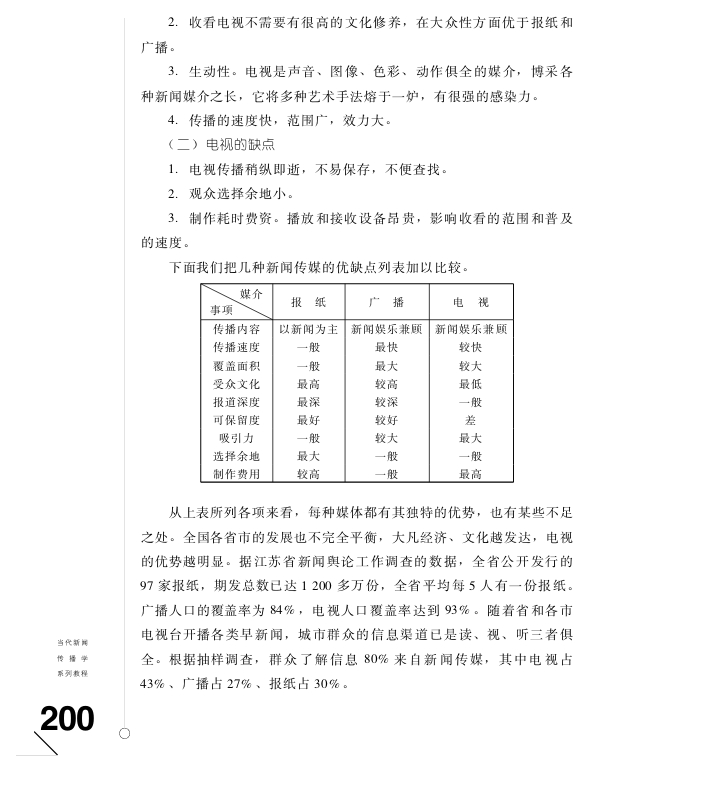 2. 收看电视不需要有很高的文化修养，在大众性方面优于报纸和
广播。
3. 生动性。电视是声音、图像、色彩、动作俱全的媒介，博采各
种新闻媒介之长，它将多种艺术手法熔于一炉，有很强的感染力。
4. 传播的速度快，范围广，效力大。
（二）电视的缺点
1. 电视传播稍纵即逝，不易保存，不便查找。
2. 观众选择余地小。
3. 制作耗时费资。播放和接收设备昂贵，影响收看的范围和普及
的速度。
下面我们把几种新闻传媒的优缺点列表加以比较。
媒介
事项 报 纸 广 播 电 视
传播内容 以新闻为主 新闻娱乐兼顾 新闻娱乐兼顾
传播速度 一般 最快 较快
覆盖面积 一般 最大 较大
受众文化 最高 较高 最低
报道深度 最深 较深 一般
可保留度 最好 较好 差
吸引力 一般 较大 最大
选择余地 最大 一般 一般
制作费用 较高 一般 最高
从上表所列各项来看，每种媒体都有其独特的优势，也有某些不足
之处。全国各省市的发展也不完全平衡，大凡经济、文化越发达，电视
的优势越明显。据江苏省新闻舆论工作调查的数据，全省公开发行的
97 家报纸，期发总数已达 1 200 多万份，全省平均每 5 人有一份报纸。
广播人口的覆盖率为 84%，电视人口覆盖率达到 93%。随着省和各市
电视台开播各类早新闻，城市群众的信息渠道已是读、视、听三者俱
全。根据抽样调查，群众了解信息 80% 来自新闻传媒，其中电视占
43%、广播占 27%、报纸占 30%。
当代新闻
传 播 学
系列教程
200